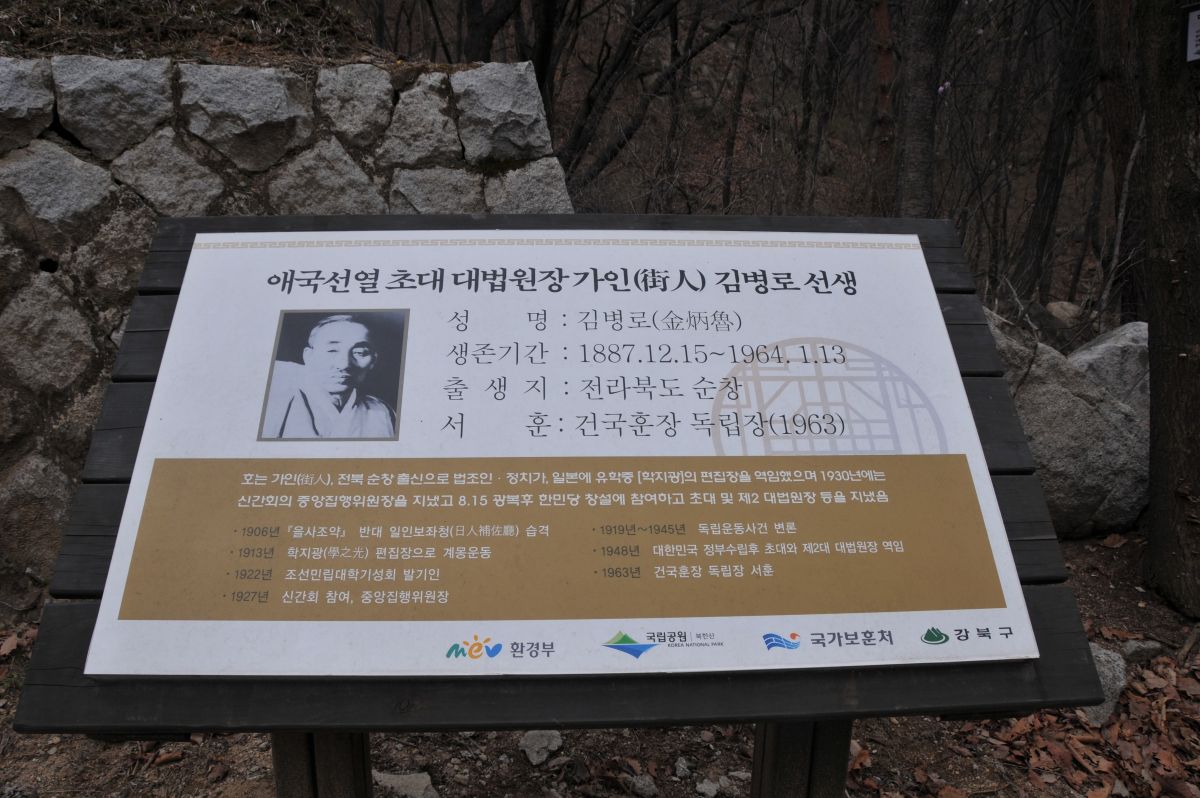 애국선열 초대 대법원장 가인(街人) 김병로 선생
성 명 : 김병로(金炳魯)
생존기간 : 1887.12.15~1964. 1.13
출 생 지 : 전라북도 순창
서 훈 : 건국훈장 독립장(1963)
호는 가인(街人), 전북 순창 출신으로 법조인 · 정치가, 일본에 유학중 [학지광]의 편집장을 역임했으며 1930년에는
신간회의 중앙집행위원장을 지냈고 8.15 광복후 한민당 창설에 참여하고 초대 및 제2 대법원장 등을 지냈음
· 1906년 『을사조약』 반대 일인보좌청(日人補佐廳) 습격
· 1913년 학지광(學之光) 편집장으로 계몽운동
· 1922년 조선민립대학기성회 발기인
· 1927년 신간회 참여, 중앙집행위원장
· 1919년~1945년 독립운동사건 변론
· 1948년 대한민국 정부수립후 초대와 제2대 대법원장 역임
· 1963년 건국훈장 독립장 서훈
mev 환경부
국립공원 | 북한산
KOREA NATIONAL PARK
국가보훈처
강북구